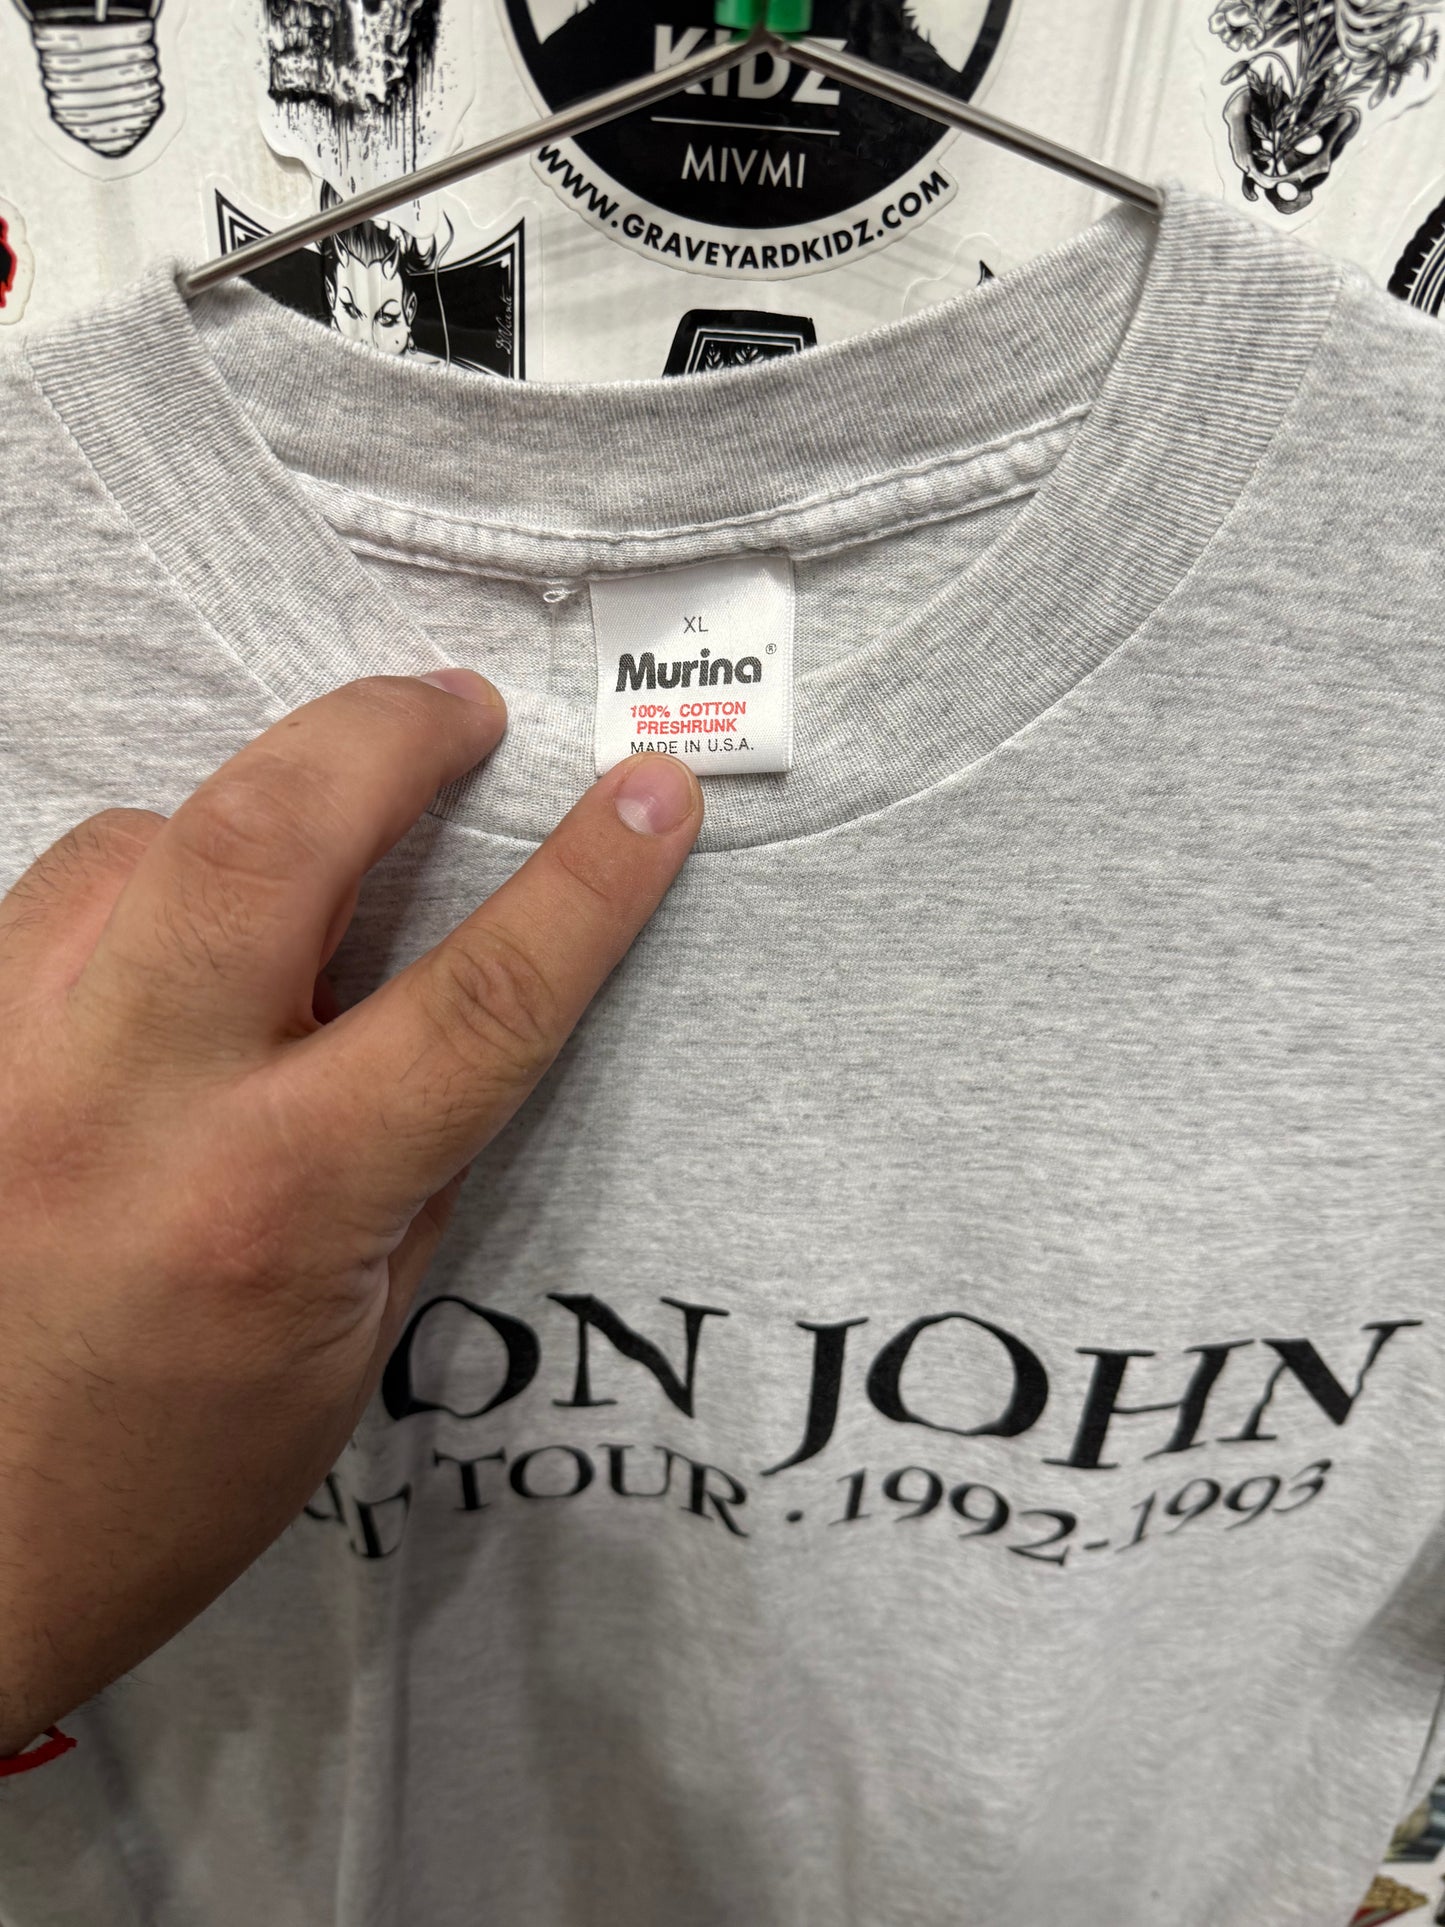 KIDZ
MIVMI
WWW.GRAVEYARDKIDZ.COM
XL
Murina®
100% COTTON
PRESHRUNK
MADE IN U.S.A.
ON JOHN
TOUR . 1992-1993